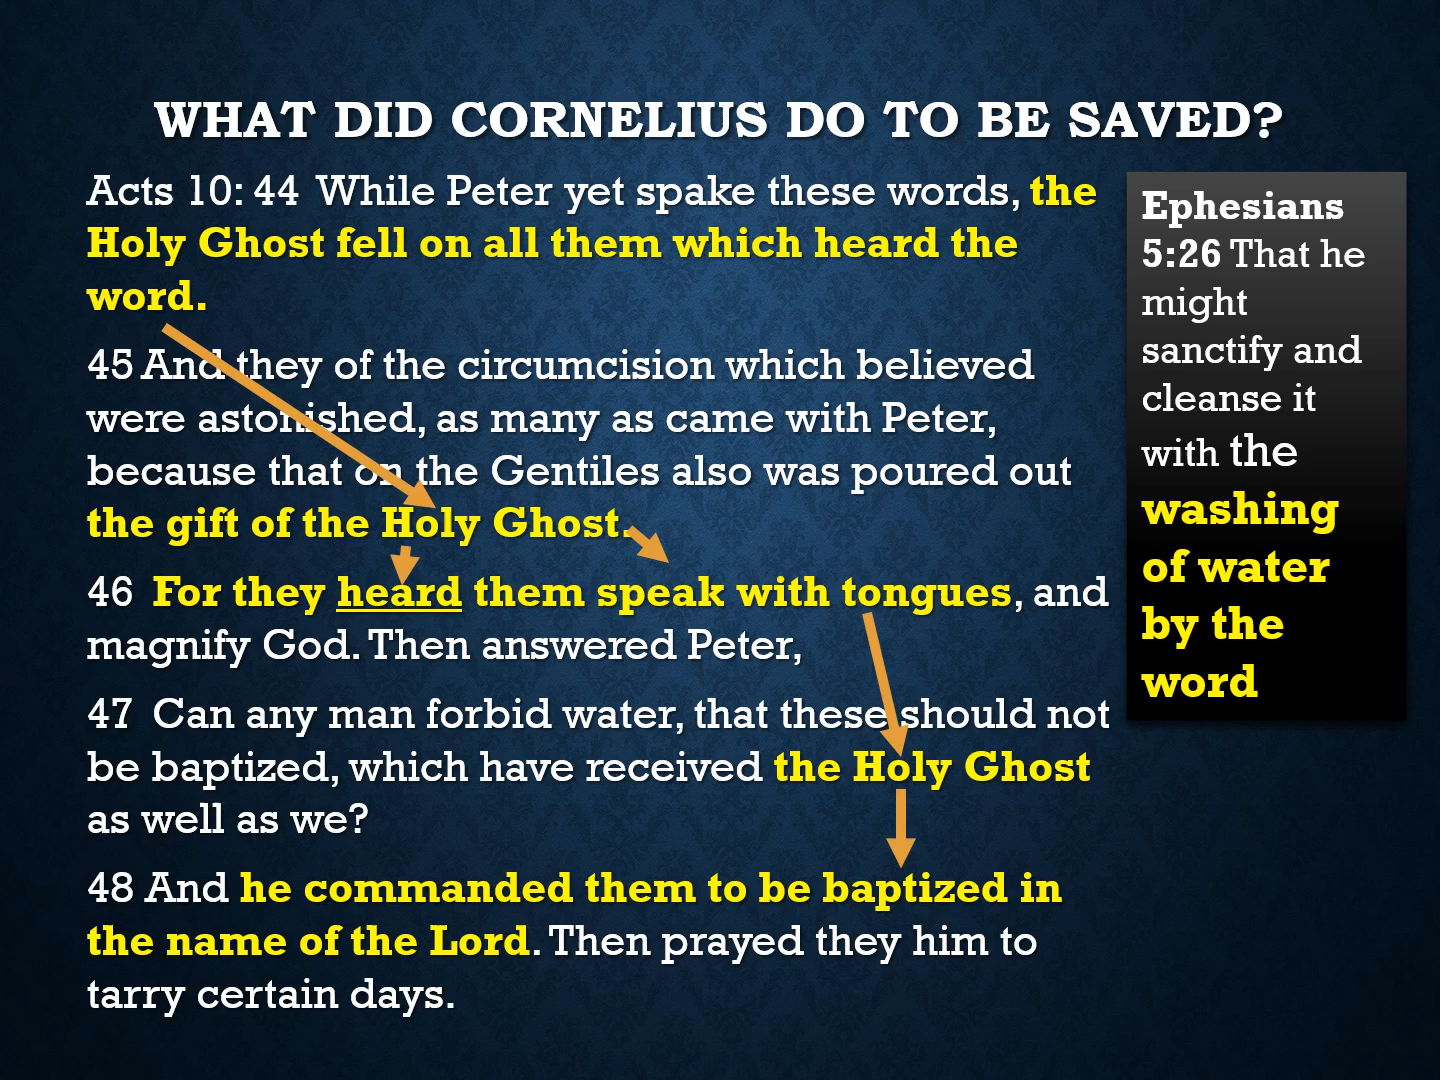 WHAT DID CORNELIUS DO TO BE SAVED?
Acts 10: 44  While Peter yet spake these words, the
Holy Ghost fell on all them which heard the
word.
45 And they of the circumcision which believed
were astonished, as many as came with Peter,
because that on the Gentiles also was poured out
the gift of the Holy Ghost.
46  For they heard them speak with tongues, and
magnify God. Then answered Peter,
47  Can any man forbid water, that these should not
be baptized, which have received the Holy Ghost
as well as we?
48 And he commanded them to be baptized in
the name of the Lord. Then prayed they him to
tarry certain days.
Ephesians
5:26 That he
might
sanctify and
cleanse it
with the
washing
of water
by the
word